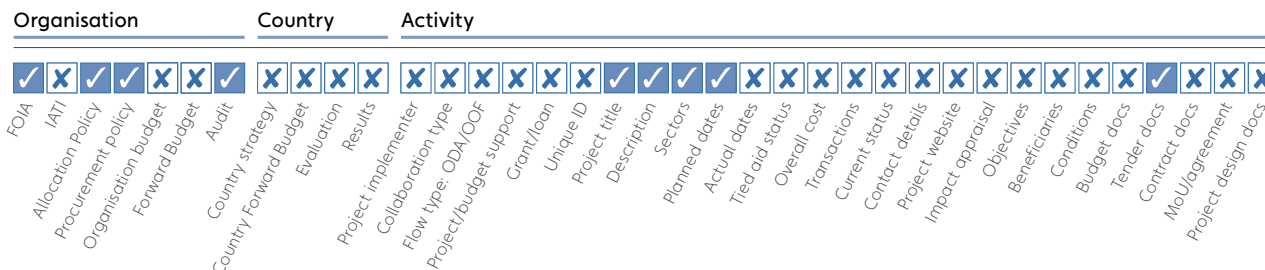 Organisation Country Activity
✓ ✗ ✓ ✓ ✗ ✗ ✓ ✗ ✗ ✗ ✗ ✗ ✗ ✗ ✗ ✗ ✗ ✓ ✓ ✓ ✓ ✗ ✗ ✗ ✗ ✗ ✗ ✗ ✗ ✗ ✗ ✗ ✗ ✓ ✗ ✗ ✗
FOIA
IATI
Allocation Policy
Procurement policy
Organisation budget
Forward Budget
Audit
Country strategy
Country Forward Budget
Evaluation
Results
Project implementer
Collaboration type
Flow type: ODA/OOF
Project/budget support
Grant/loan
Unique ID
Project title
Description
Sectors
Planned dates
Actual dates
Tied aid status
Overall cost
Transactions
Current status
Contact details
Project website
Impact appraisal
Objectives
Beneficiaries
Conditions
Budget docs
Tender docs
Contract docs
MoU/agreement
Project design docs